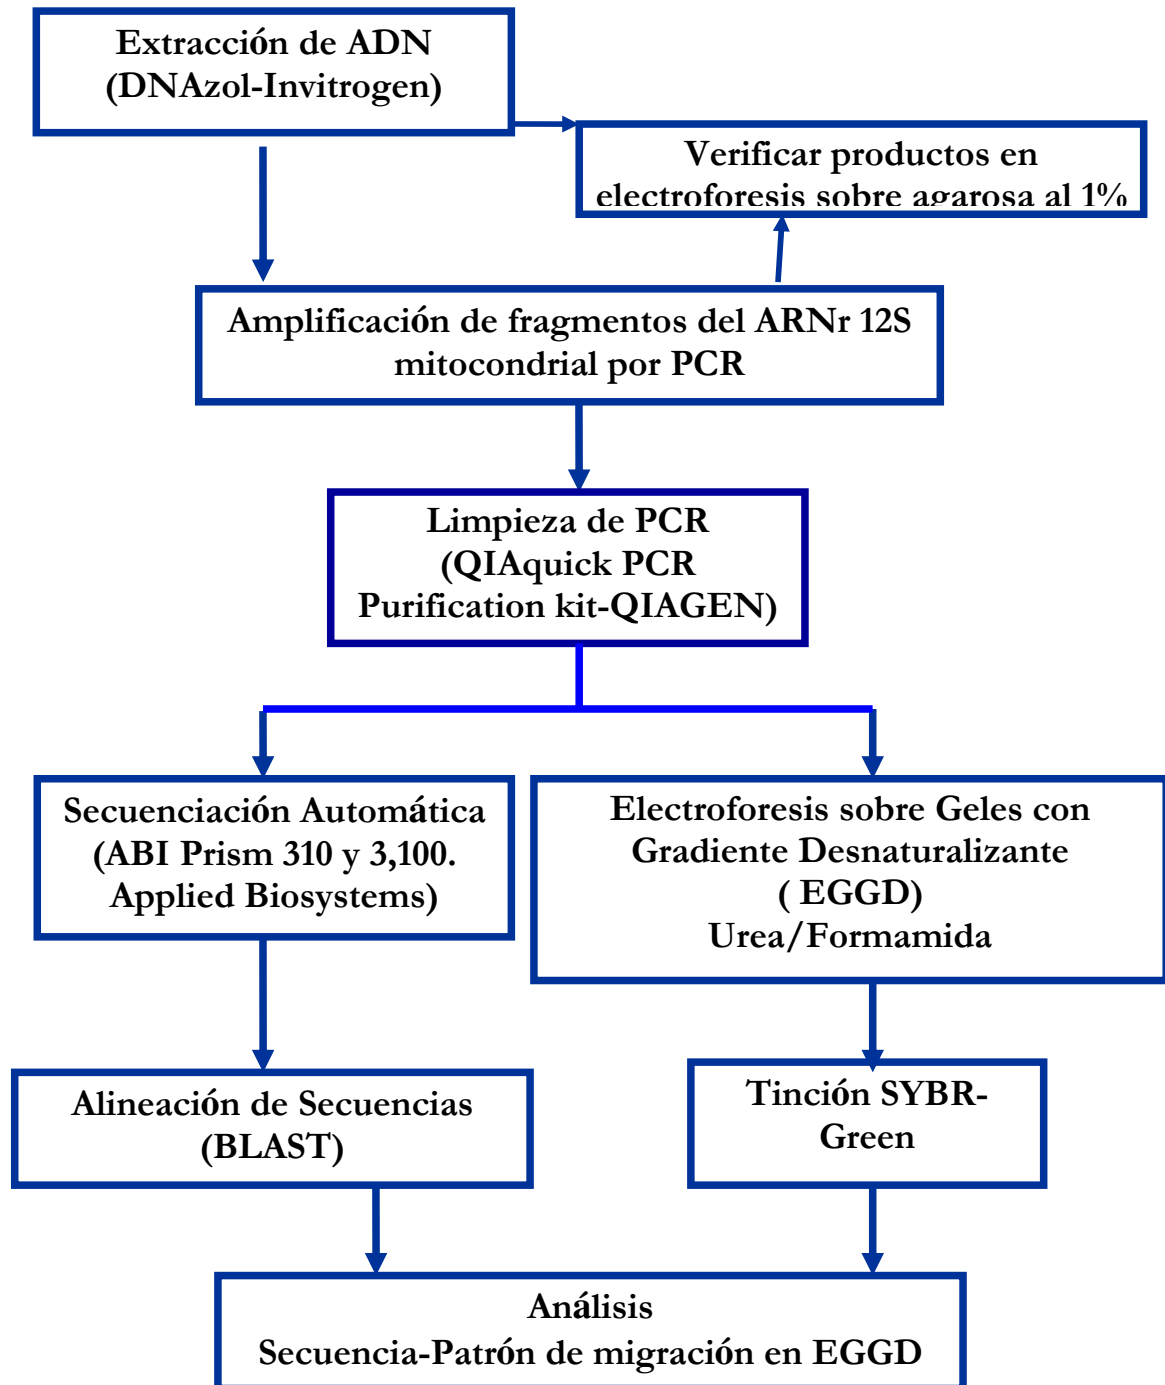 Extracción de ADN
(DNAzol-Invitrogen)
Verificar productos en
electroforesis sobre agarosa al 1%
Amplificación de fragmentos del ARNr 12S
mitocondrial por PCR
Limpieza de PCR
(QIAquick PCR
Purification kit-QIAGEN)
Secuenciación Automática
(ABI Prism 310 y 3,100.
Applied Biosystems)
Electroforesis sobre Geles con
Gradiente Desnaturalizante
( EGGD)
Urea/Formamida
Alineación de Secuencias
(BLAST)
Tinción SYBR-
Green
Análisis
Secuencia-Patrón de migración en EGGD